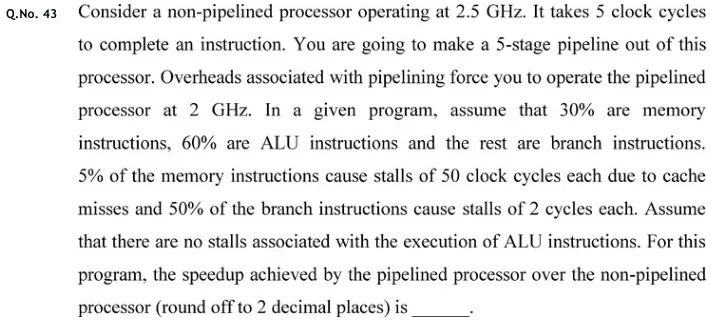 Q.No. 43 Consider a non-pipelined processor operating at 2.5 GHz. It takes 5 clock cycles
to complete an instruction. You are going to make a 5-stage pipeline out of this
processor. Overheads associated with pipelining force you to operate the pipelined
processor at 2 GHz. In a given program, assume that 30% are memory
instructions, 60% are ALU instructions and the rest are branch instructions.
5% of the memory instructions cause stalls of 50 clock cycles each due to cache
misses and 50% of the branch instructions cause stalls of 2 cycles each. Assume
that there are no stalls associated with the execution of ALU instructions. For this
program, the speedup achieved by the pipelined processor over the non-pipelined
processor (round off to 2 decimal places) is ______.